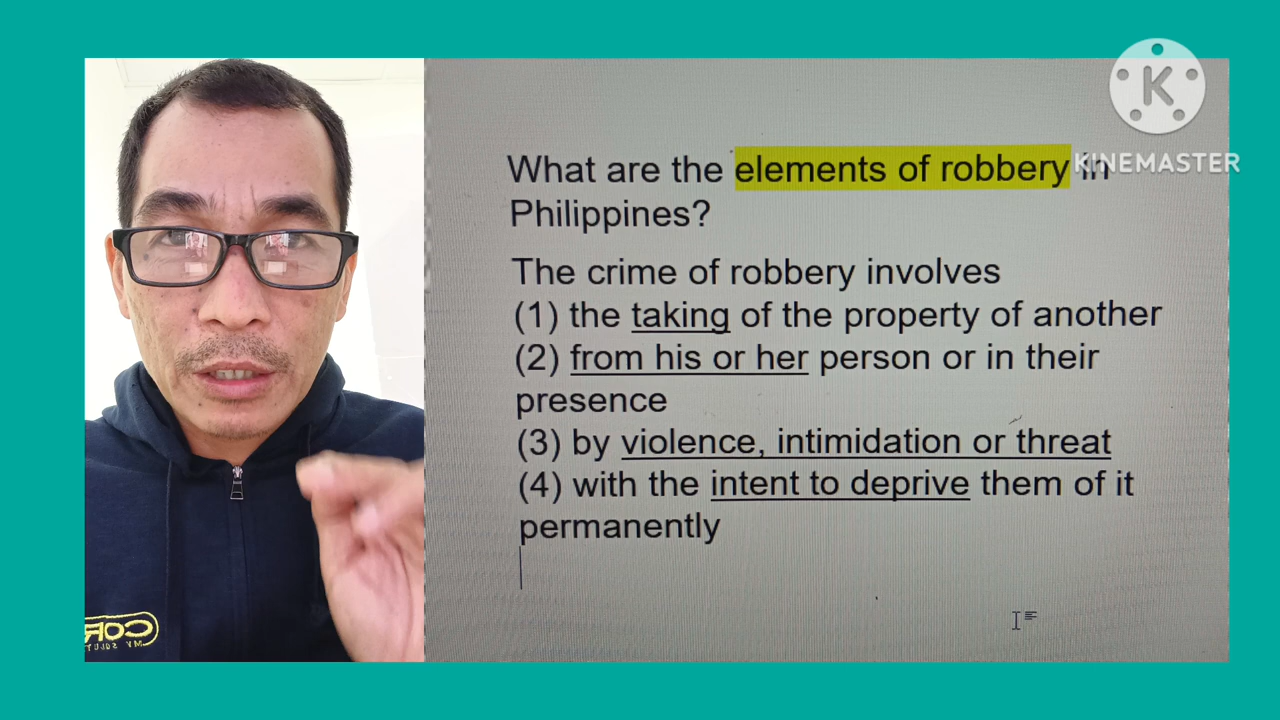 What are the elements of robbery in
Philippines?
The crime of robbery involves
(1) the taking of the property of another
(2) from his or her person or in their
presence
(3) by violence, intimidation or threat
(4) with the intent to deprive them of it
permanently
K
KINEMASTER